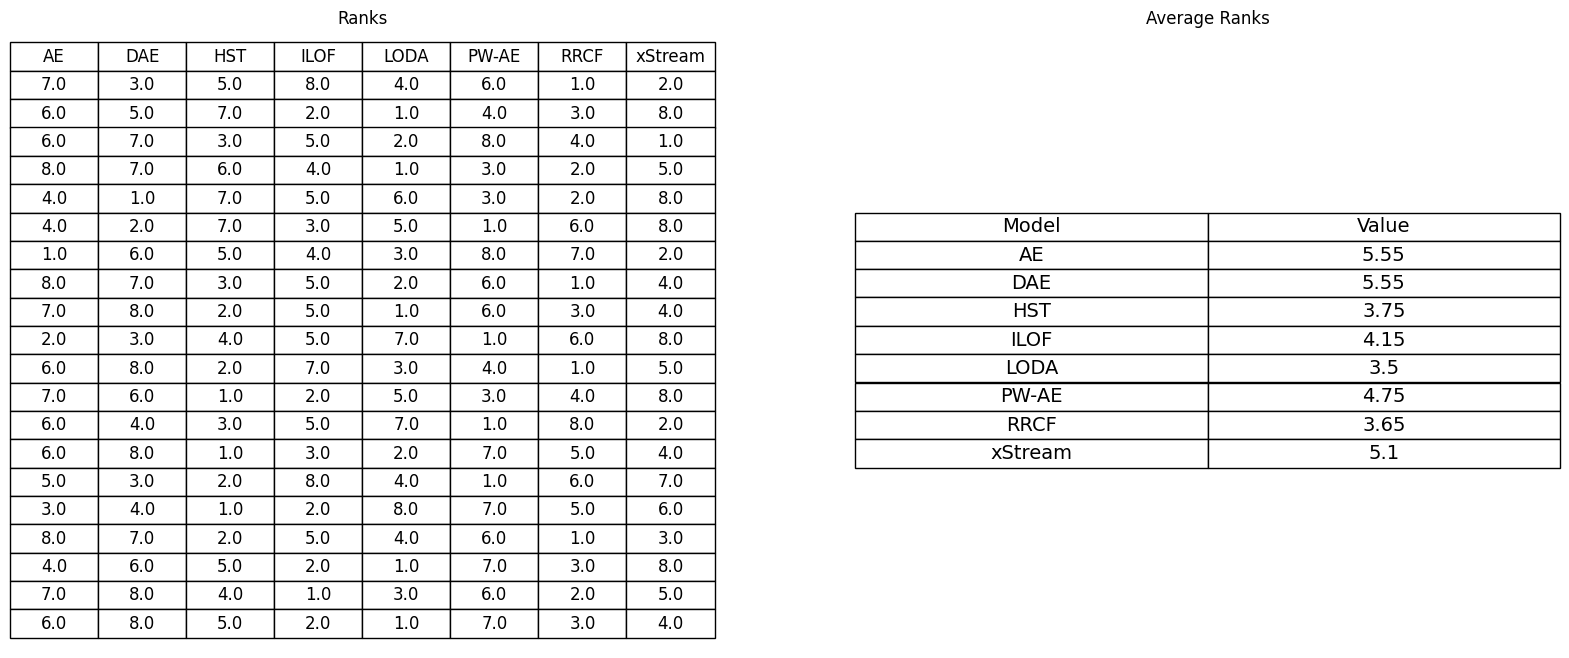 Ranks
AE DAE HST ILOF LODA PW-AE RRCF xStream
7.0 3.0 5.0 8.0 4.0 6.0 1.0 2.0
6.0 5.0 7.0 2.0 1.0 4.0 3.0 8.0
6.0 7.0 3.0 5.0 2.0 8.0 4.0 1.0
8.0 7.0 6.0 4.0 1.0 3.0 2.0 5.0
4.0 1.0 7.0 5.0 6.0 3.0 2.0 8.0
4.0 2.0 7.0 3.0 5.0 1.0 6.0 8.0
1.0 6.0 5.0 4.0 3.0 8.0 7.0 2.0
8.0 7.0 3.0 5.0 2.0 6.0 1.0 4.0
7.0 8.0 2.0 5.0 1.0 6.0 3.0 4.0
2.0 3.0 4.0 5.0 7.0 1.0 6.0 8.0
6.0 8.0 2.0 7.0 3.0 4.0 1.0 5.0
7.0 6.0 1.0 2.0 5.0 3.0 4.0 8.0
6.0 4.0 3.0 5.0 7.0 1.0 8.0 2.0
6.0 8.0 1.0 3.0 2.0 7.0 5.0 4.0
5.0 3.0 2.0 8.0 4.0 1.0 6.0 7.0
3.0 4.0 1.0 2.0 8.0 7.0 5.0 6.0
8.0 7.0 2.0 5.0 4.0 6.0 1.0 3.0
4.0 6.0 5.0 2.0 1.0 7.0 3.0 8.0
7.0 8.0 4.0 1.0 3.0 6.0 2.0 5.0
6.0 8.0 5.0 2.0 1.0 7.0 3.0 4.0
Average Ranks
Model Value
AE 5.55
DAE 5.55
HST 3.75
ILOF 4.15
LODA 3.5
PW-AE 4.75
RRCF 3.65
xStream 5.1